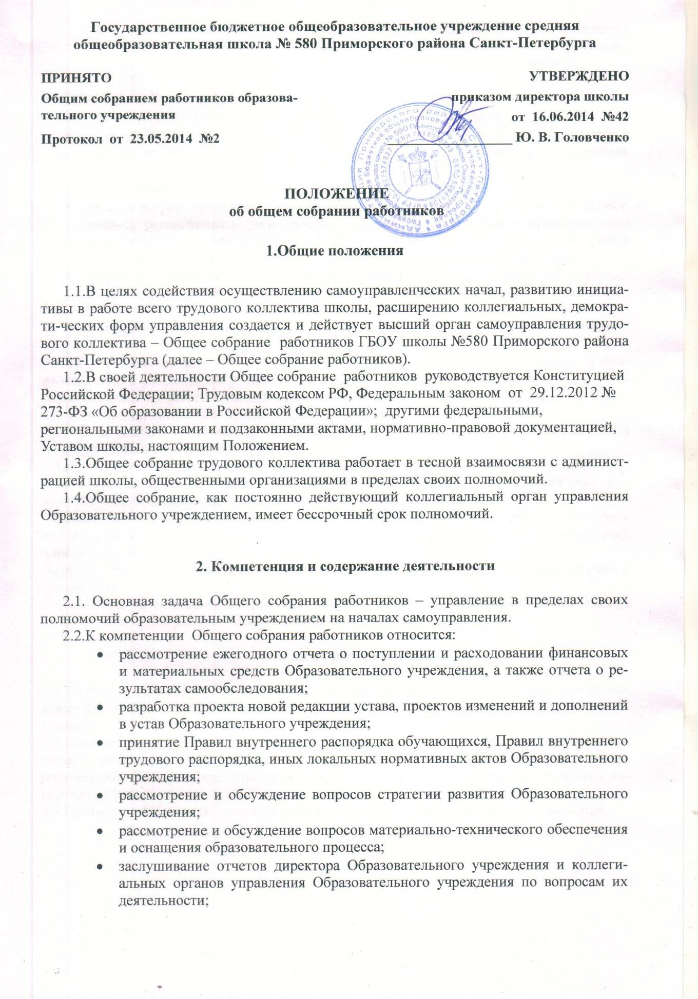 Государственное бюджетное общеобразовательное учреждение средняя
общеобразовательная школа № 580 Приморского района Санкт-Петербурга
ПРИНЯТО
Общим собранием работников образова-
тельного учреждения
Протокол от 23.05.2014 №2
УТВЕРЖДЕНО
приказом директора школы
от 16.06.2014 №42
Ю. В. Головченко
ПОЛОЖЕНИЕ
об общем собрании работников
1.Общие положения
1.1.В целях содействия осуществлению самоуправленческих начал, развитию инициа-
тивы в работе всего трудового коллектива школы, расширению коллегиальных, демокра-
ти-ческих форм управления создается и действует высший орган самоуправления трудо-
вого коллектива – Общее собрание работников ГБОУ школы №580 Приморского района
Санкт-Петербурга (далее – Общее собрание работников).
1.2.В своей деятельности Общее собрание работников руководствуется Конституцией
Российской Федерации; Трудовым кодексом РФ, Федеральным законом от 29.12.2012 №
273-ФЗ «Об образовании в Российской Федерации»; другими федеральными,
региональными законами и подзаконными актами, нормативно-правовой документацией,
Уставом школы, настоящим Положением.
1.3.Общее собрание трудового коллектива работает в тесной взаимосвязи с админист-
рацией школы, общественными организациями в пределах своих полномочий.
1.4.Общее собрание, как постоянно действующий коллегиальный орган управления
Образовательного учреждением, имеет бессрочный срок полномочий.
2. Компетенция и содержание деятельности
2.1. Основная задача Общего собрания работников – управление в пределах своих
полномочий образовательным учреждением на началах самоуправления.
2.2.К компетенции Общего собрания работников относится:
• рассмотрение ежегодного отчета о поступлении и расходовании финансовых
и материальных средств Образовательного учреждения, а также отчета о ре-
зультатах самообследования;
• разработка проекта новой редакции устава, проектов изменений и дополнений
в устав Образовательного учреждения;
• принятие Правил внутреннего распорядка обучающихся, Правил внутреннего
трудового распорядка, иных локальных нормативных актов Образовательного
учреждения;
• рассмотрение и обсуждение вопросов стратегии развития Образовательного
учреждения;
• рассмотрение и обсуждение вопросов материально-технического обеспечения
и оснащения образовательного процесса;
• заслушивание отчетов директора Образовательного учреждения и коллеги-
альных органов управления Образовательного учреждения по вопросам их
деятельности;